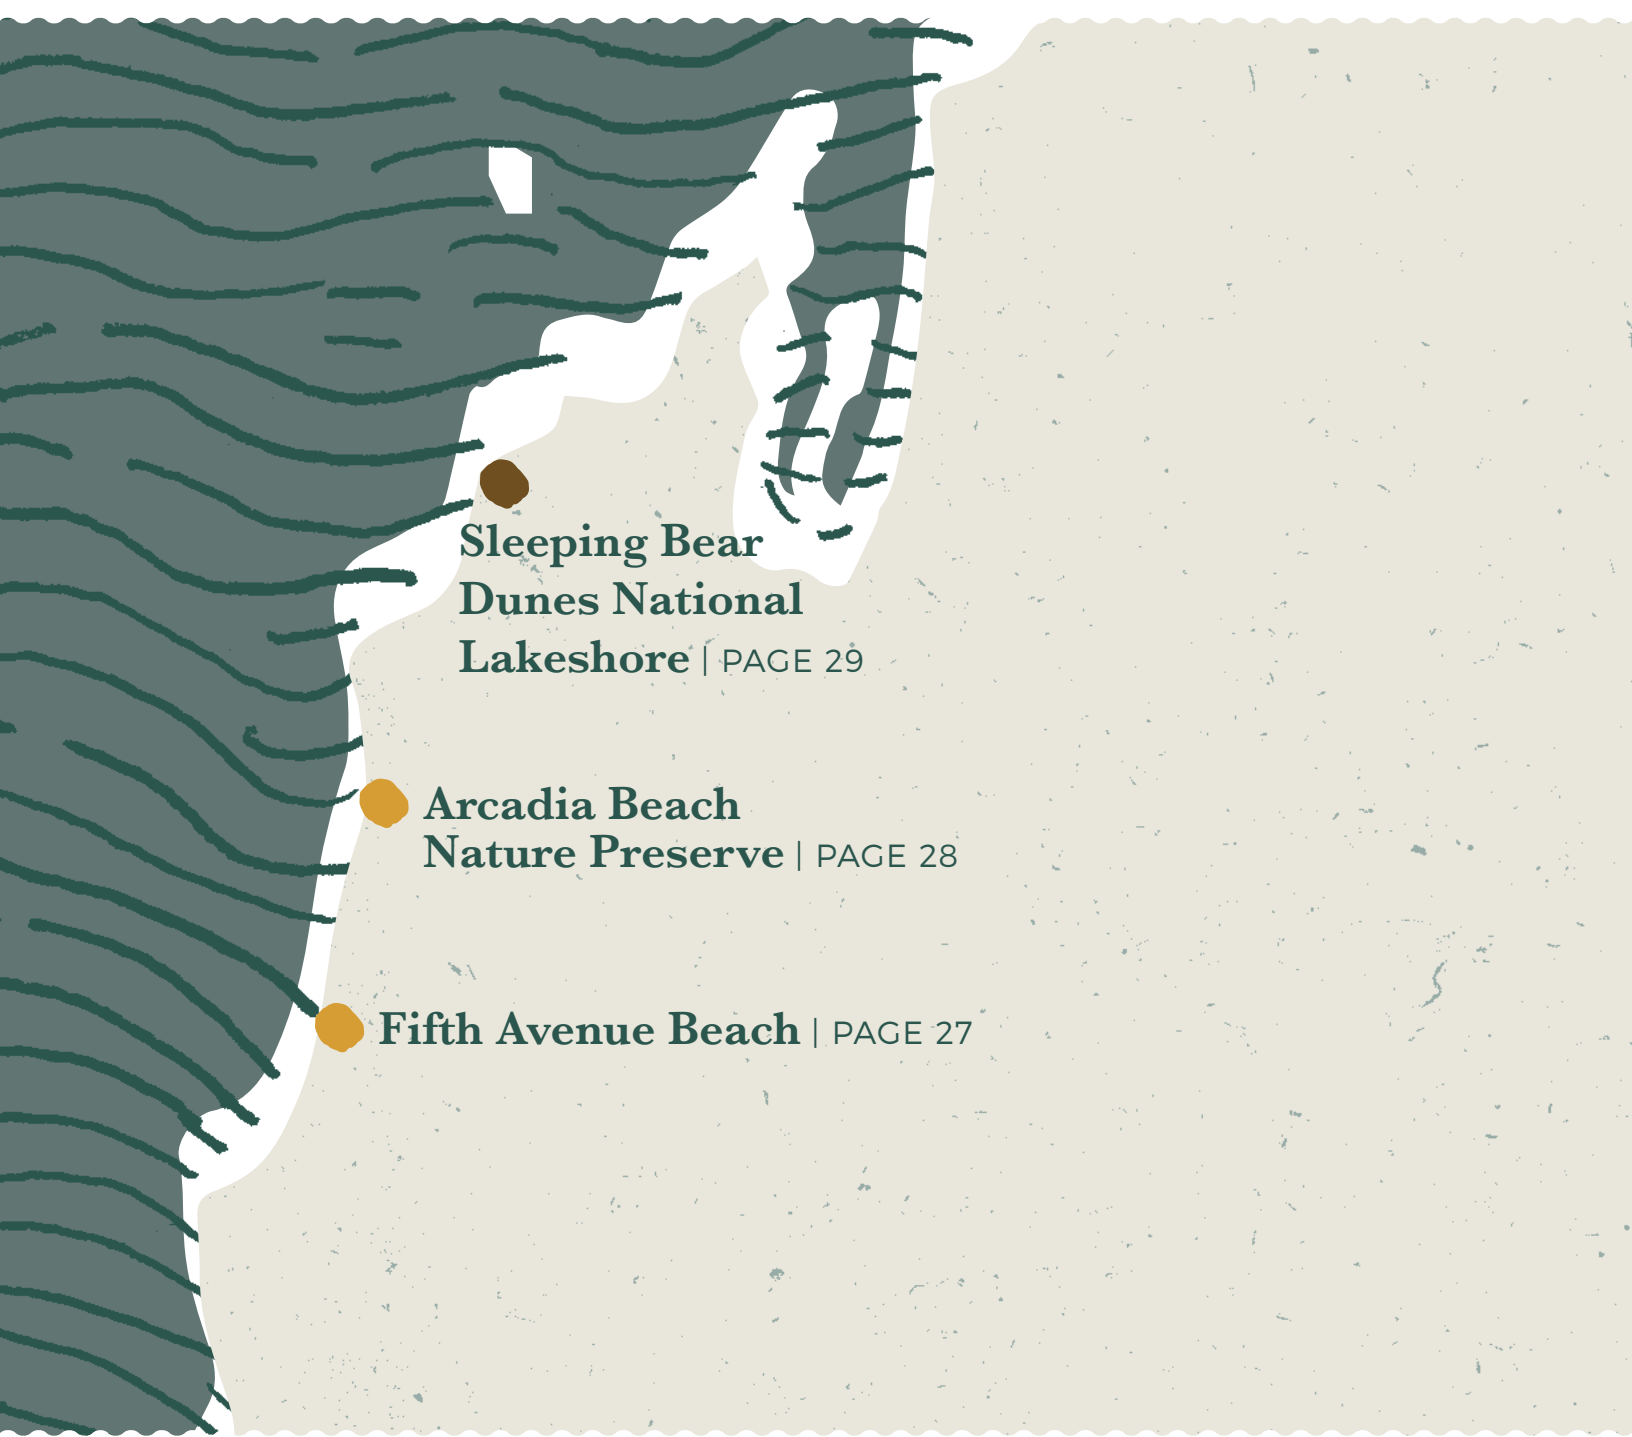 Sleeping Bear
Dunes National
Lakeshore | PAGE 29
Arcadia Beach
Nature Preserve | PAGE 28
Fifth Avenue Beach | PAGE 27